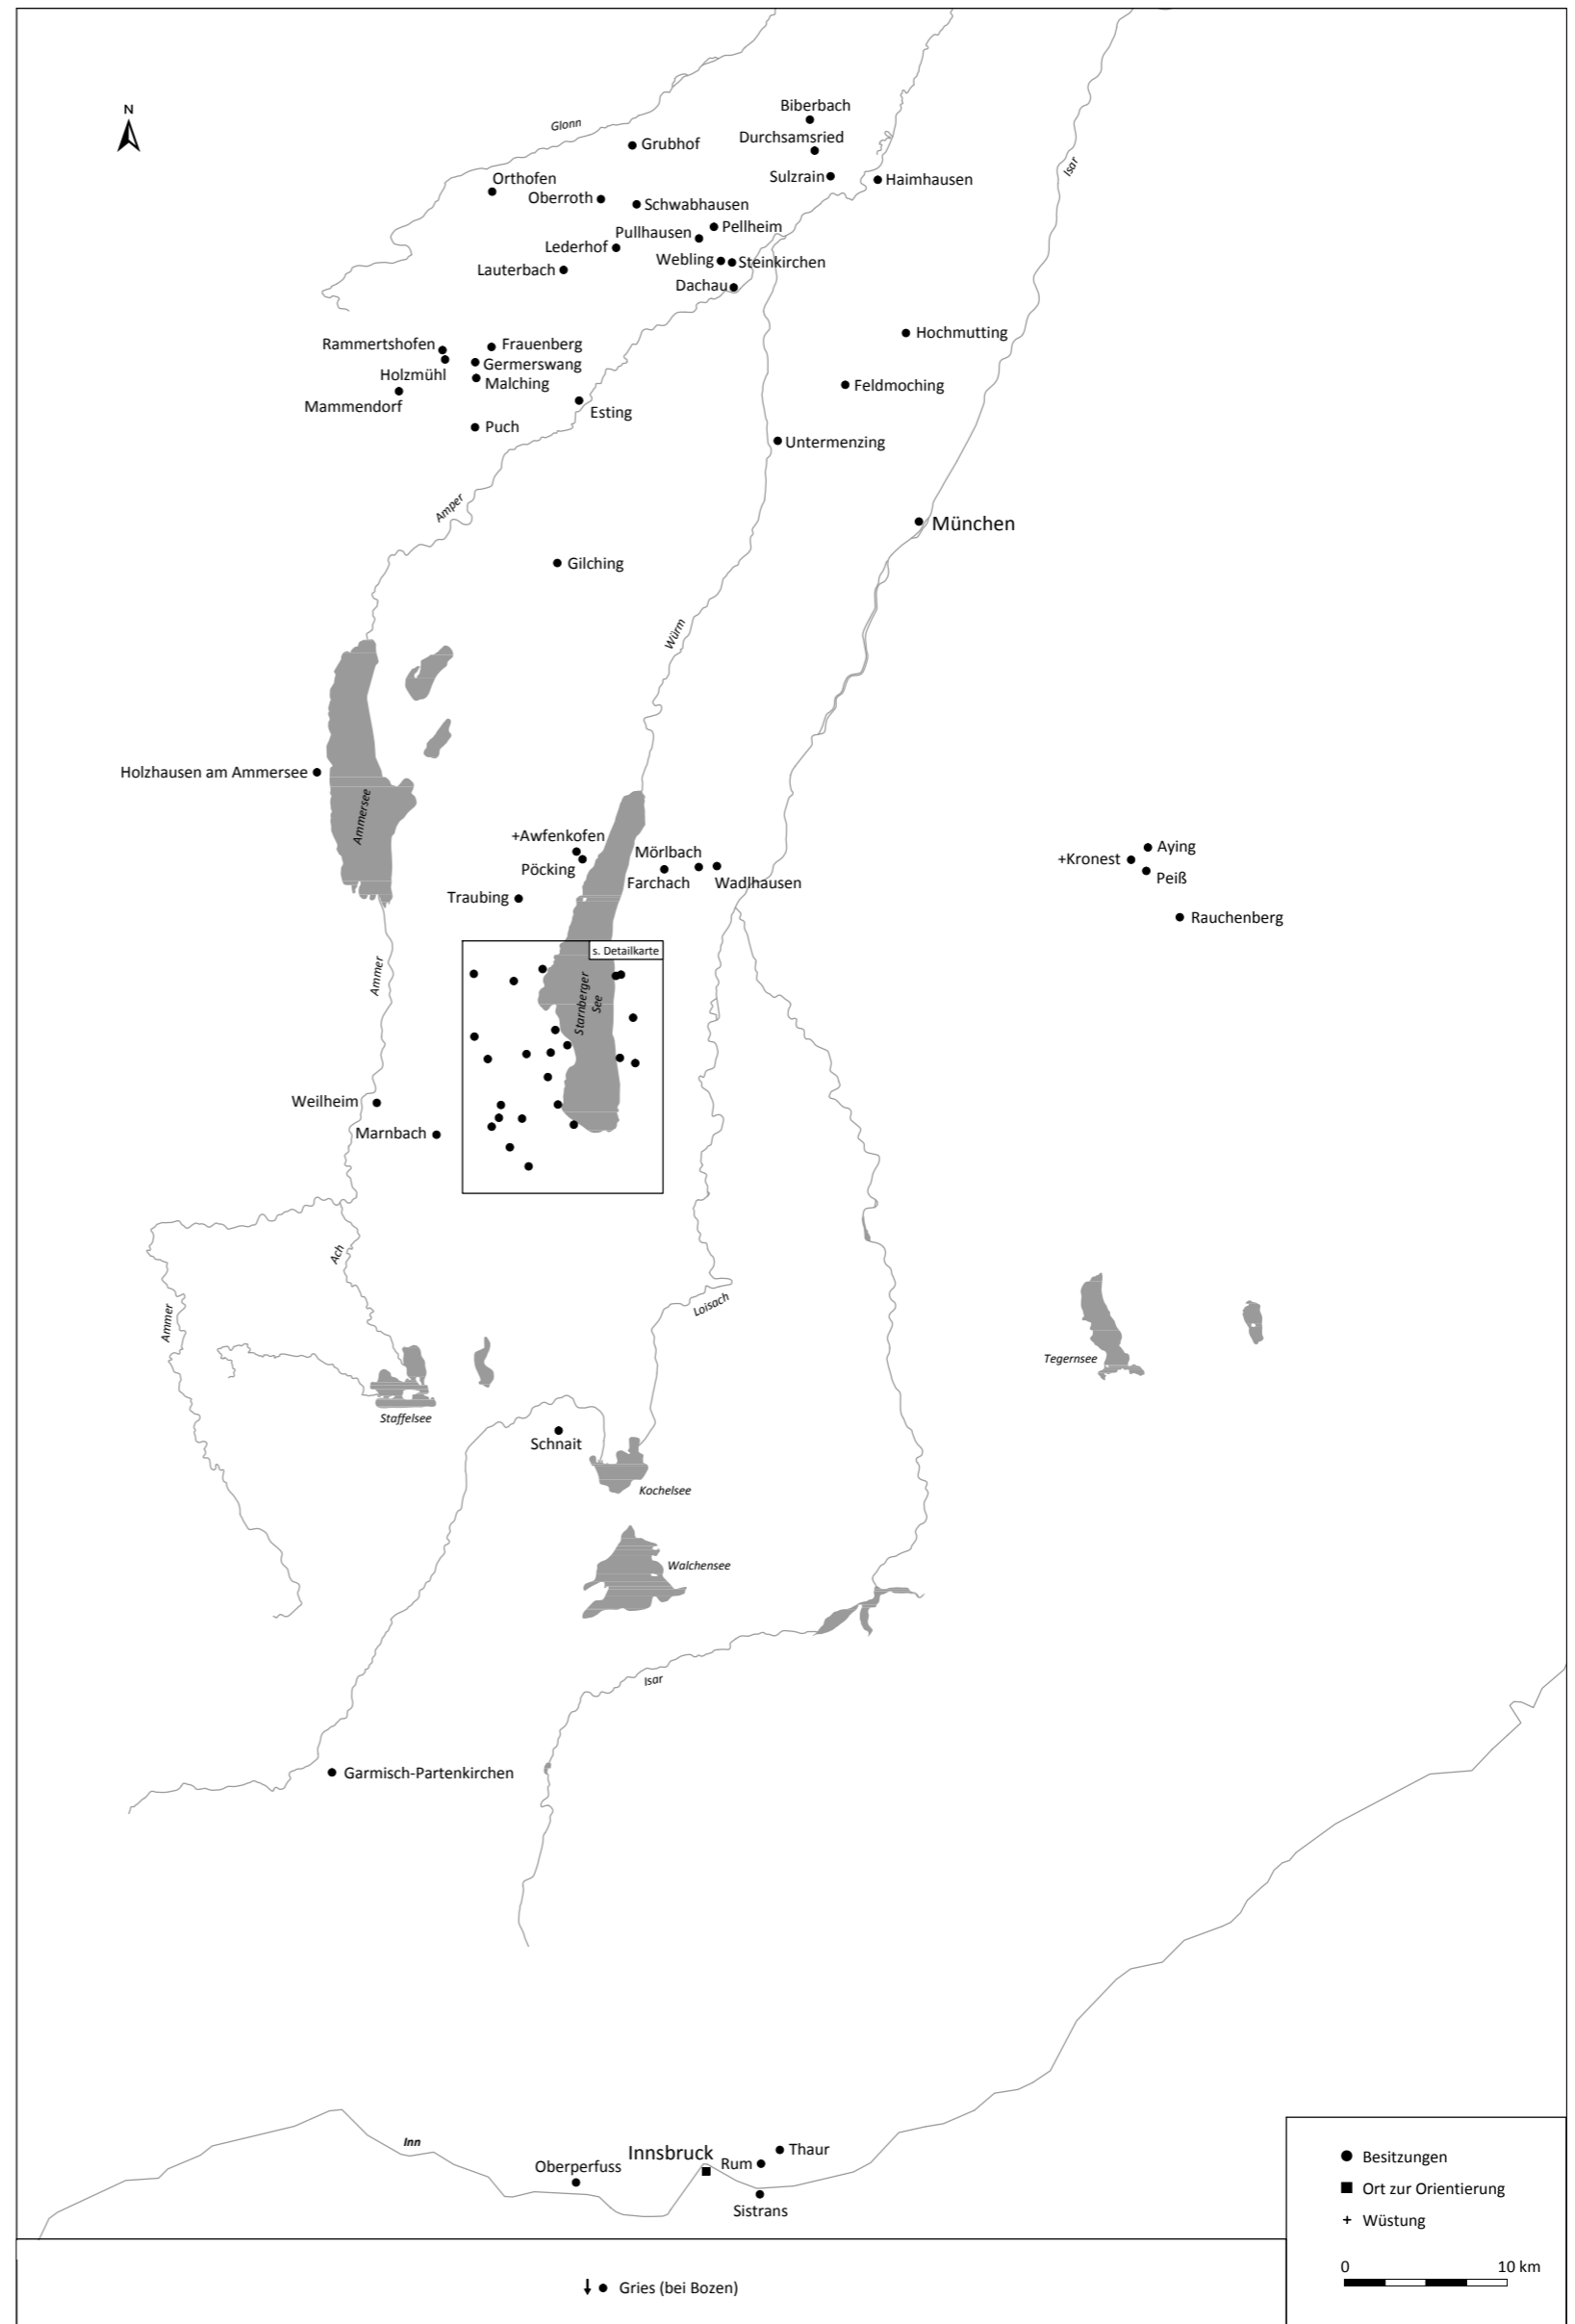 N
Biberbach
Glonn
Durchsamsried
Grubhof
Isar
Sulzrain
Haimhausen
Orthofen
Oberroth
Schwabhausen
Pellheim
Pullhausen
Lederhof
Webling
Steinkirchen
Lauterbach
Dachau
Hochmutting
Rammertshofen
Frauenberg
Germerswang
Holzmühl
Malching
Feldmoching
Mammendorf
Esting
Puch
Untermenzing
Amper
München
Gilching
Würm
Holzhausen am Ammersee
Ammersee
+Awfenkofen
Mörlbach
Aying
+Kronest
Pöcking
Farchach
Wadlhausen
Peiß
Traubing
Rauchenberg
s. Detailkarte
Ammer
Starnberger
See
Weilheim
Marnbach
Ach
Loisach
Ammer
Tegernsee
Staffelsee
Schnait
Kochelsee
Walchensee
Isar
Garmisch-Partenkirchen
Inn
Innsbruck
Thaur
Rum
Oberperfuss
Sistrans
Besitzungen
Ort zur Orientierung
+ Wüstung
0 10 km
Gries (bei Bozen)